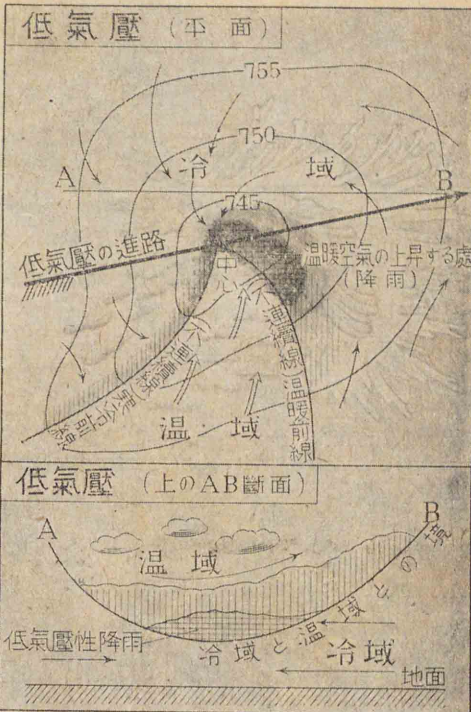 低氣壓（平面）
755
750
A 冷域 B
745
低氣壓の進路
中心
温暖空氣の上昇する處
（降雨）
（不連續線）温暖前線
（不連續線）寒冷前線
温域
低氣壓（上のAB斷面）
A
B
温域
低氣壓性降雨
冷域と温域との境
冷域
地面